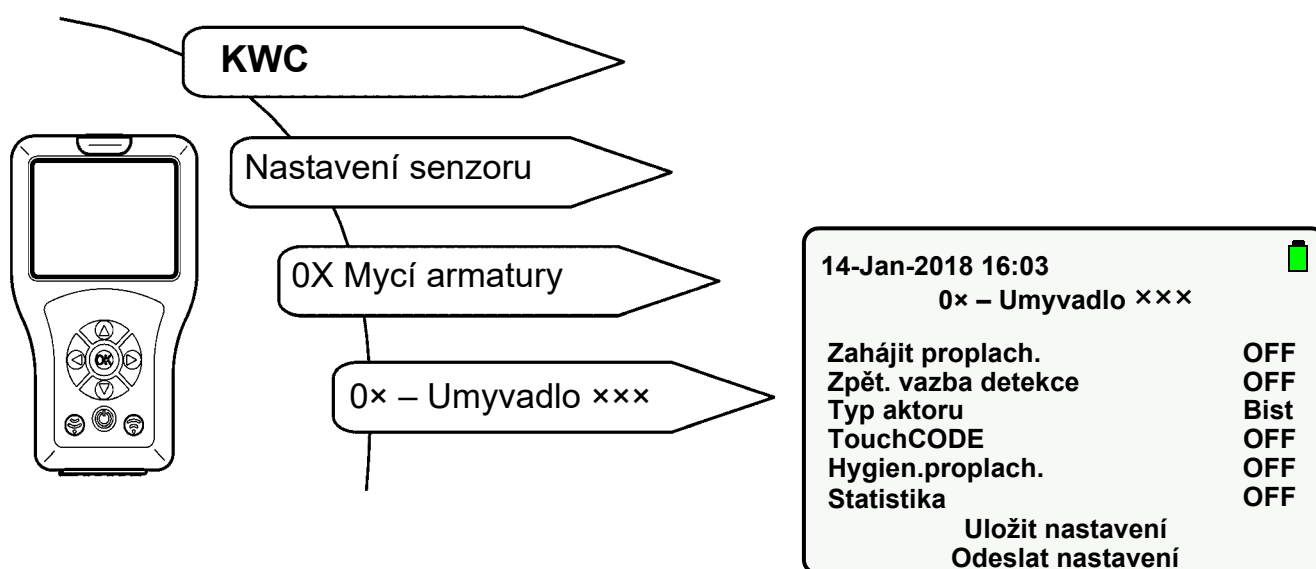 KWC
Nastavení senzoru
0X Mycí armatury
0× – Umyvadlo ×××
OK
14-Jan-2018 16:03
0× – Umyvadlo ×××
Zahájit proplach. OFF
Zpět. vazba detekce OFF
Typ aktoru Bist
TouchCODE OFF
Hygien.proplach. OFF
Statistika OFF
Uložit nastavení
Odeslat nastavení